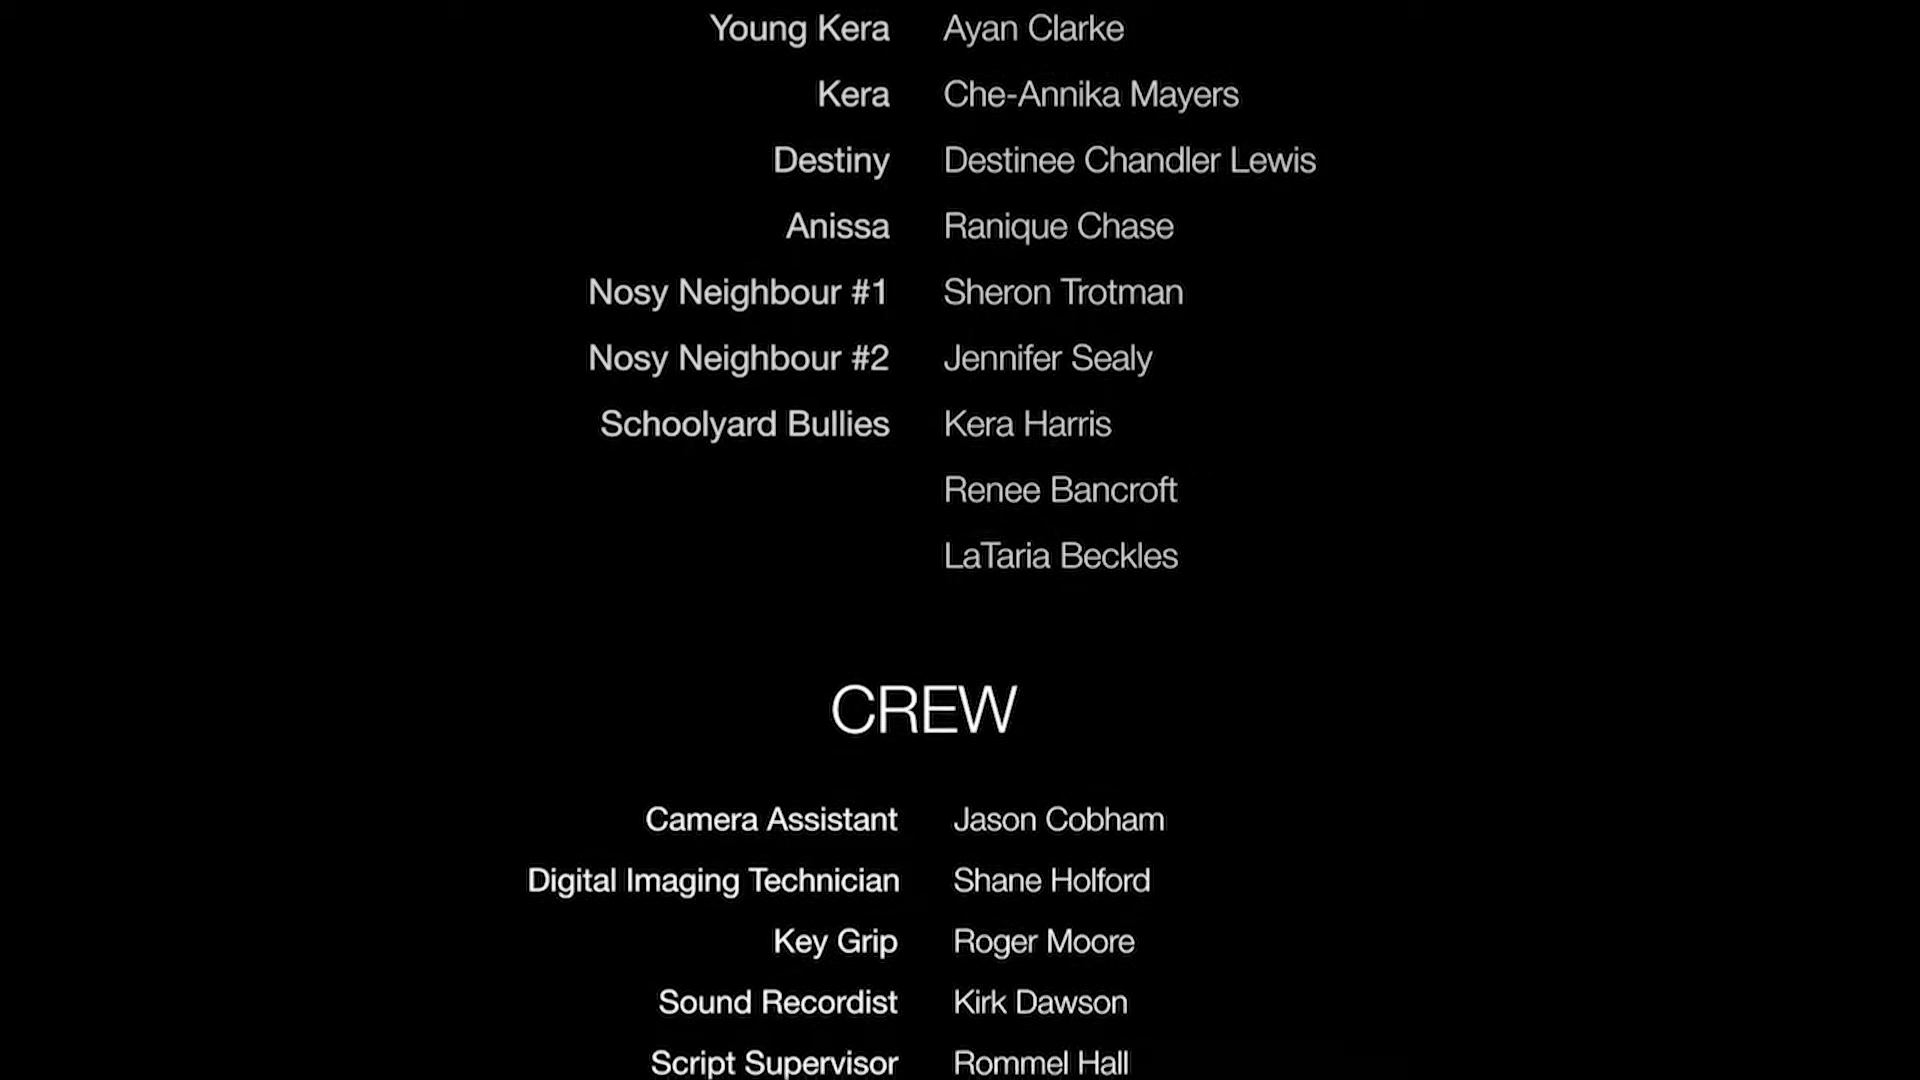 Young Kera Ayan Clarke
Kera Che-Annika Mayers
Destiny Destinee Chandler Lewis
Anissa Ranique Chase
Nosy Neighbour #1 Sheron Trotman
Nosy Neighbour #2 Jennifer Sealy
Schoolyard Bullies Kera Harris
Renee Bancroft
LaTaria Beckles
CREW
Camera Assistant Jason Cobham
Digital Imaging Technician Shane Holford
Key Grip Roger Moore
Sound Recordist Kirk Dawson
Script Supervisor Rommel Hall